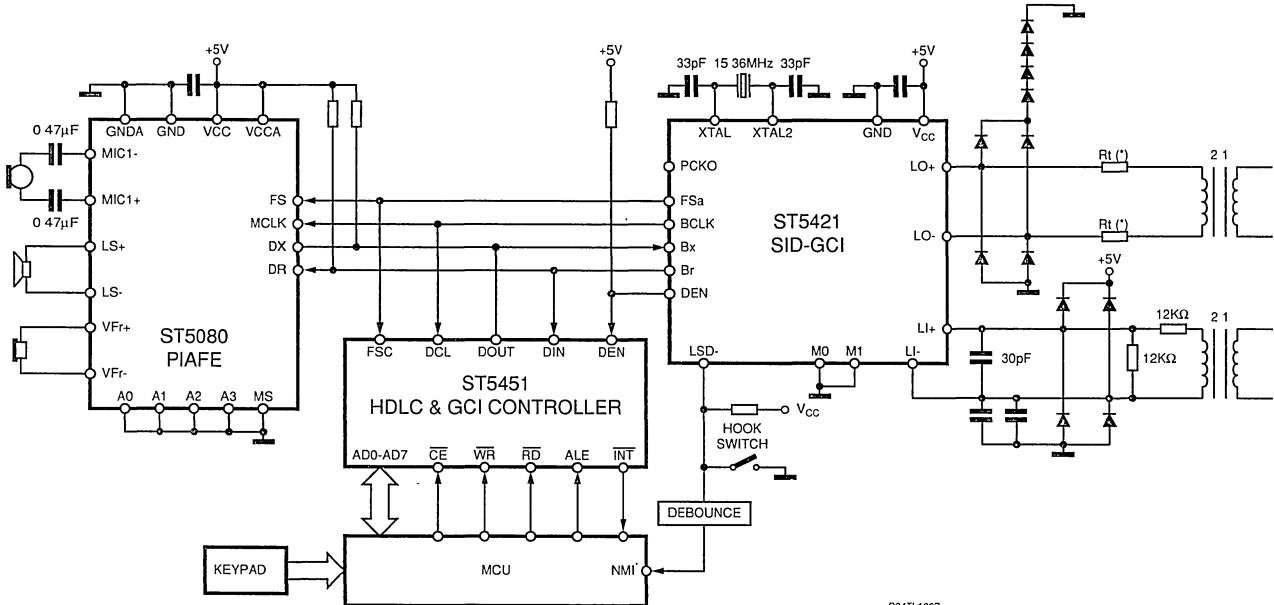 +5V
+5V
33pF 15 36MHz 33pF
+5V
0 47µF
GNDA GND VCC VCCA
XTAL XTAL2 GND VCC
MIC1-
PCKO
LO+
Rt (*)
2 1
MIC1+
FS
FSa
0 47µF
MCLK
BCLK
ST5421
SID-GCI
LS+
DX
Bx
LO-
Rt (*)
DR
Br
+5V
LS-
DEN
ST5080
PIAFE
VFr+
LI+
12KΩ
2 1
FSC DCL DOUT DIN DEN
LSD- M0 M1 LI-
30pF
12KΩ
VFr-
ST5451
HDLC & GCI CONTROLLER
A0 A1 A2 A3 MS
VCC
HOOK
SWITCH
AD0-AD7 CE WR RD ALE INT
DEBOUNCE
KEYPAD
MCU
NMI